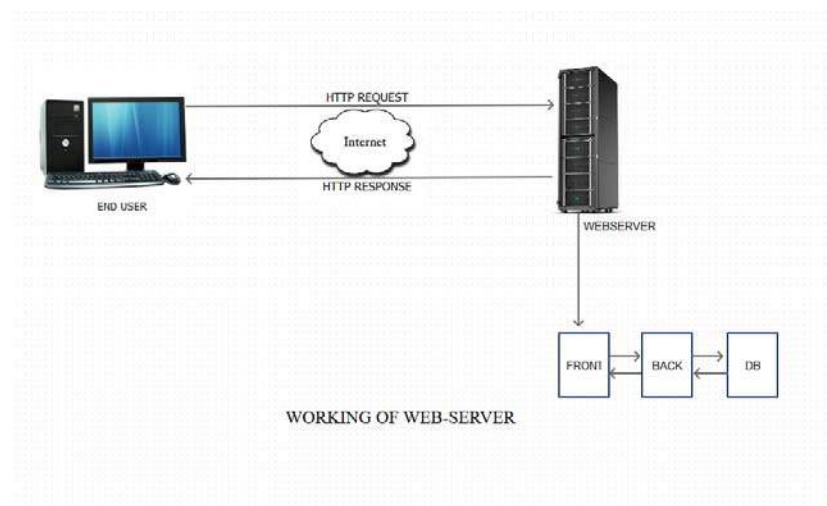 HTTP REQUEST
Internet
HTTP RESPONSE
END USER
WEBSERVER
FRONT
BACK
DB
WORKING OF WEB-SERVER